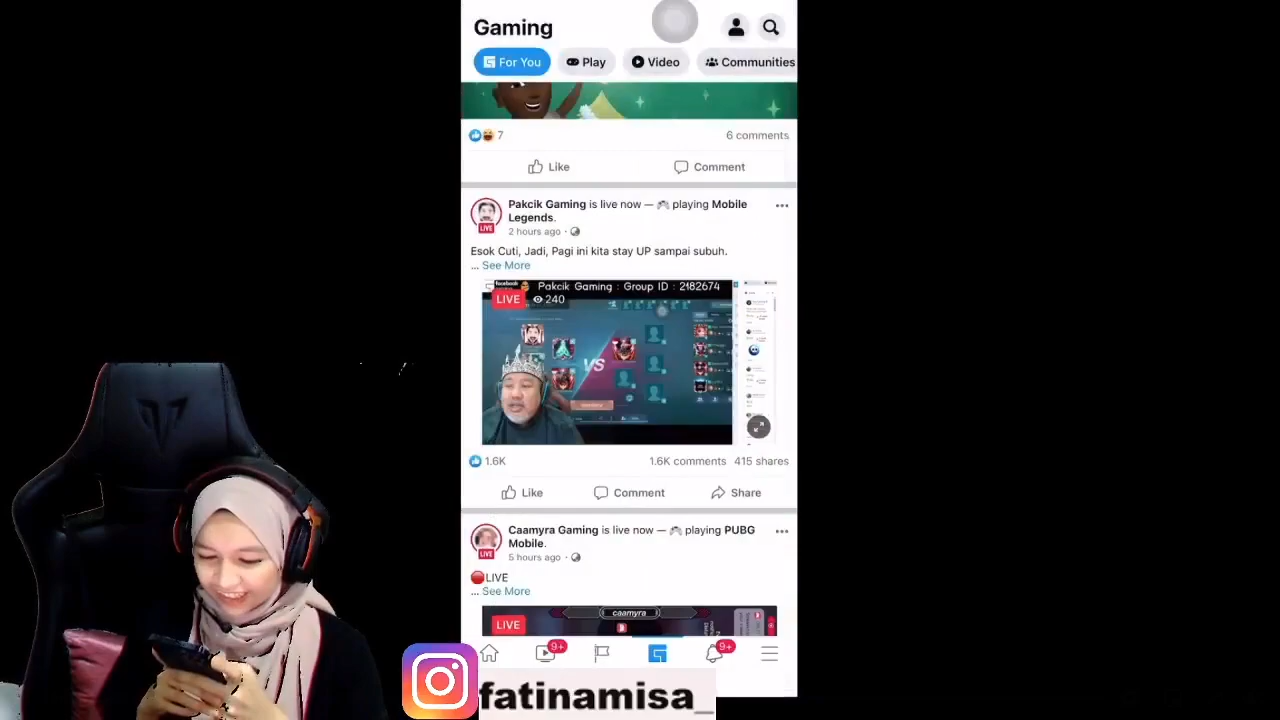 Gaming
For You
Play
Video
Communities
7
6 comments
Like
Comment
Pakcik Gaming is live now — 🎮 playing Mobile
Legends.
LIVE
2 hours ago ·
Esok Cuti, Jadi, Pagi ini kita stay UP sampai subuh.
... See More
facebook
Pakcik Gaming : Group ID : 2182674
LIVE
240
VS
1.6K
1.6K comments
415 shares
Like
Comment
Share
Caamyra Gaming is live now — 🎮 playing PUBG
Mobile.
LIVE
5 hours ago ·
🔴LIVE
... See More
caamyra
LIVE
9+
9+
fatinamisa_